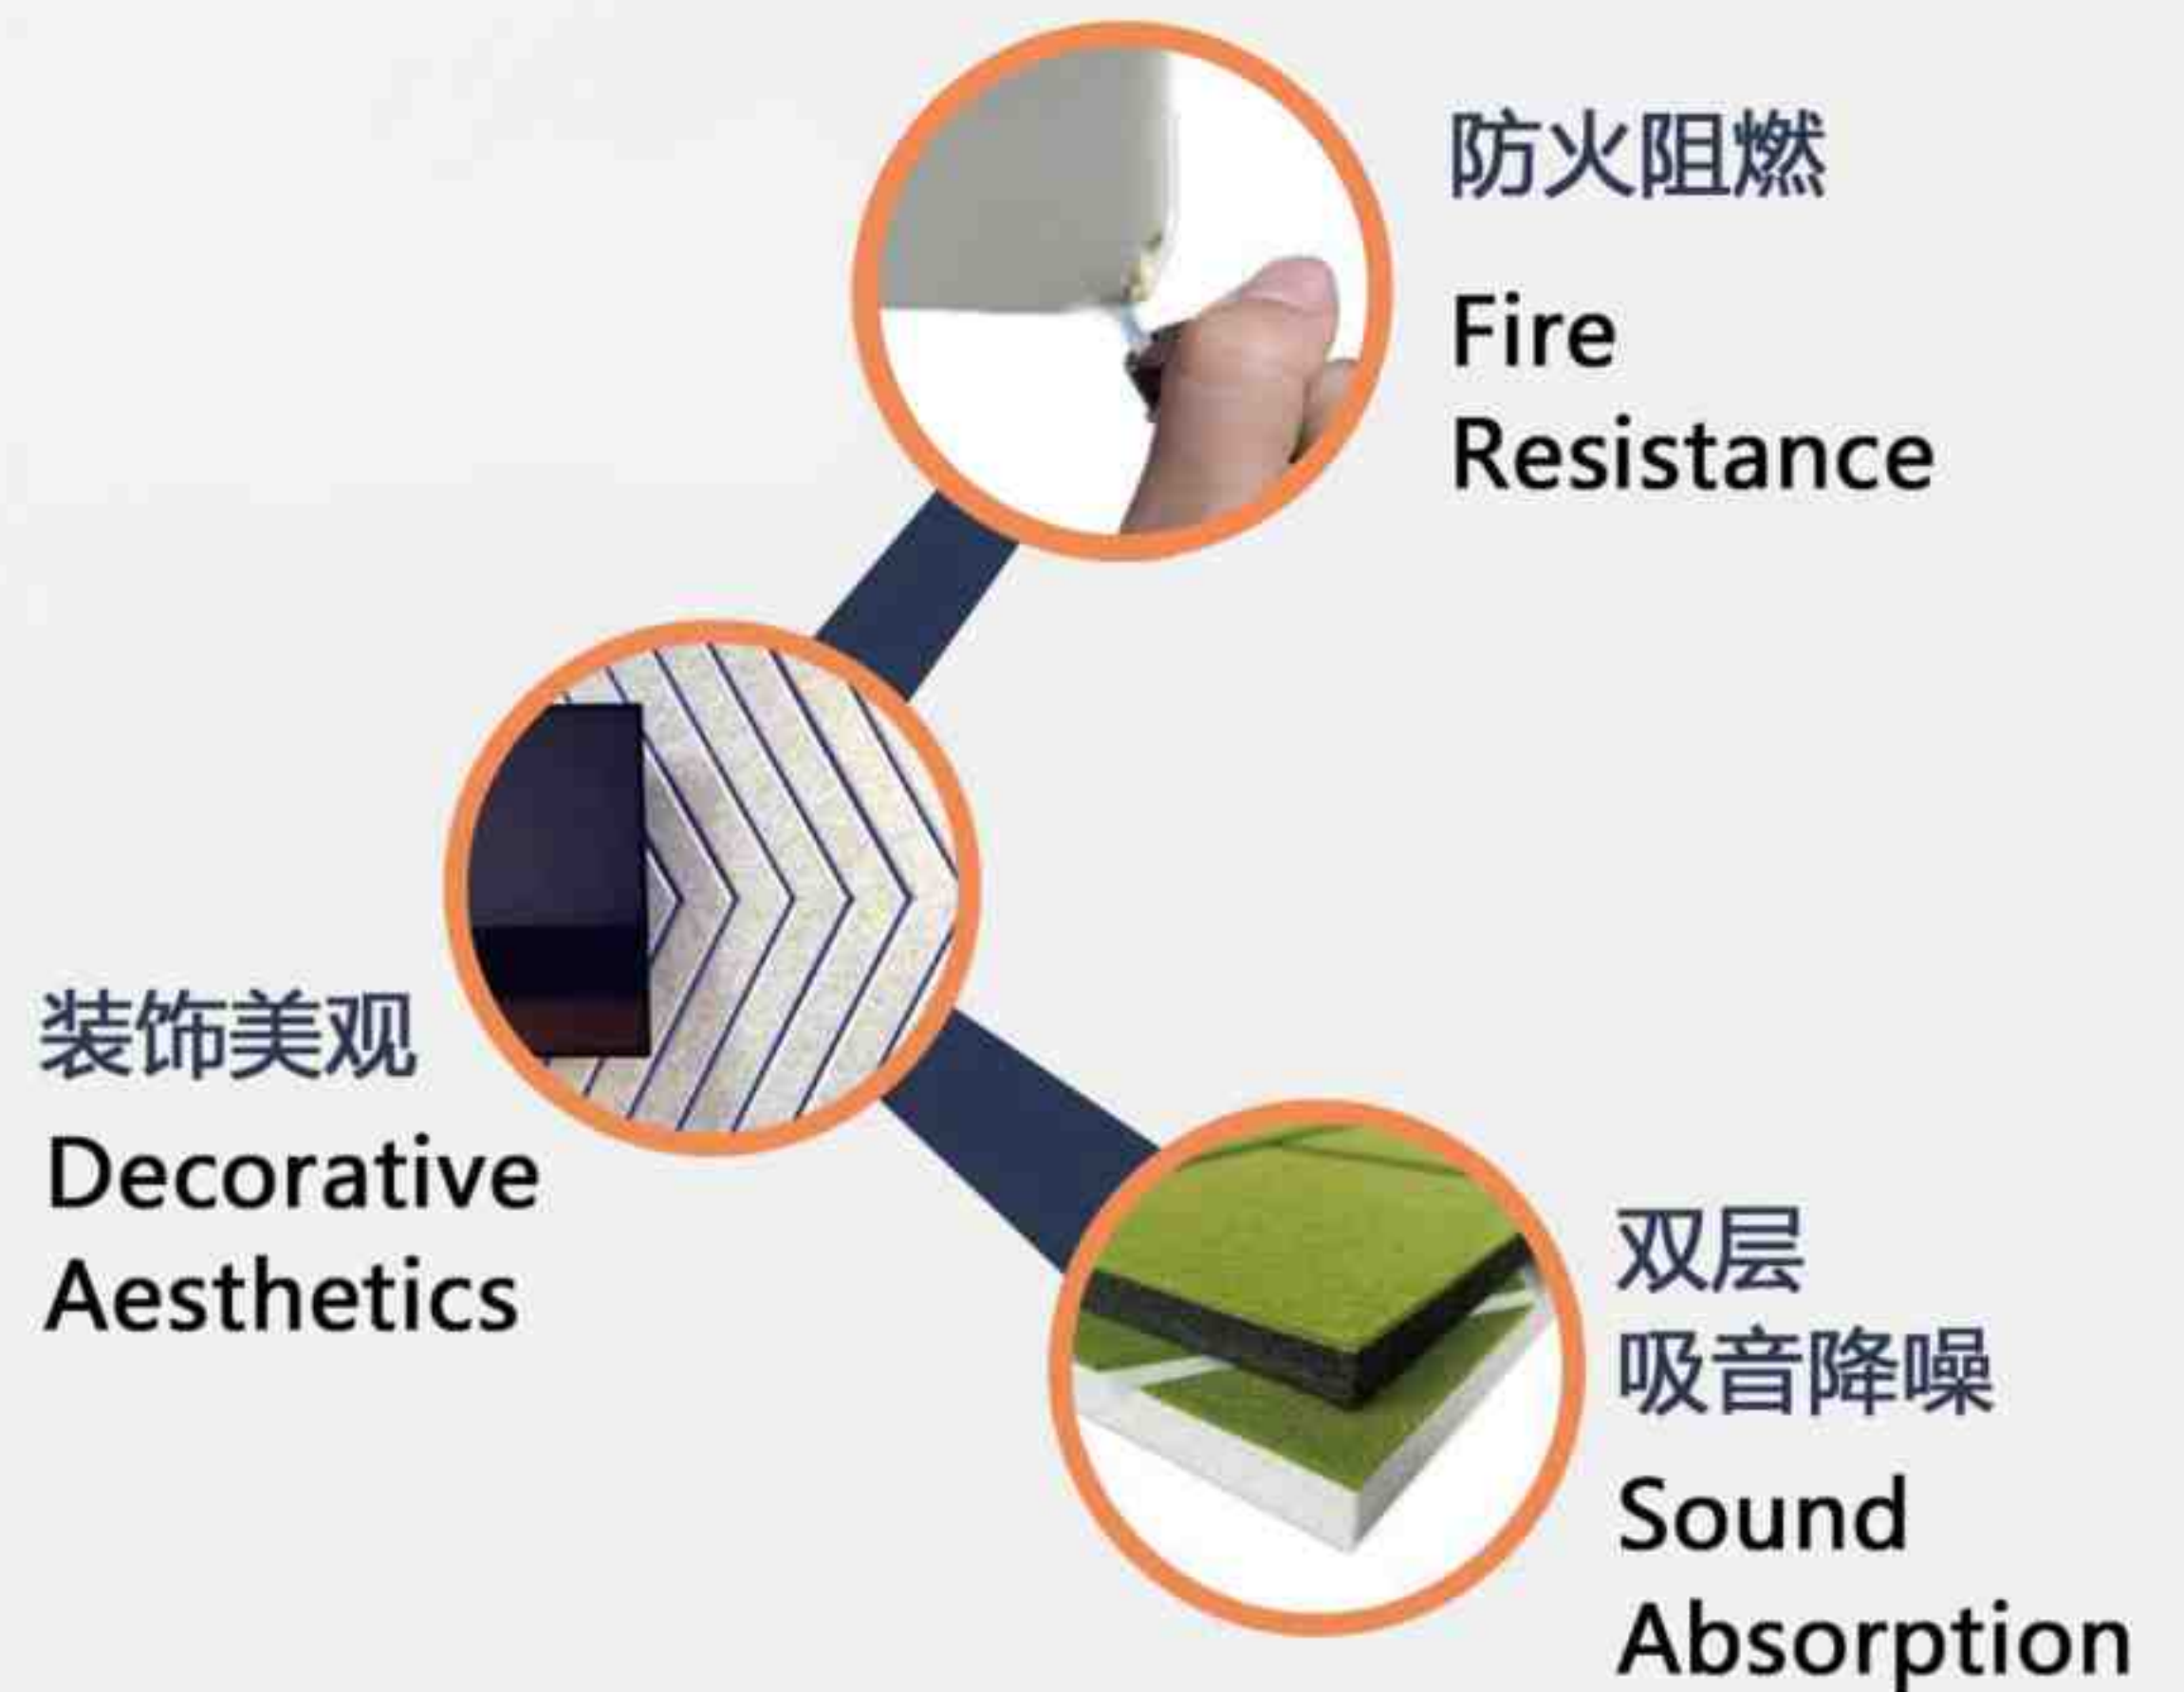 防火阻燃
Fire
Resistance
装饰美观
Decorative
Aesthetics
双层
吸音降噪
Sound
Absorption